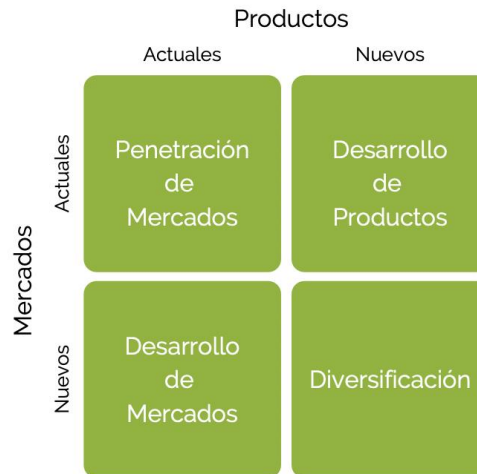 Productos
Actuales
Nuevos
Mercados
Actuales
Penetración
de
Mercados
Desarrollo
de
Productos
Nuevos
Desarrollo
de
Mercados
Diversificación